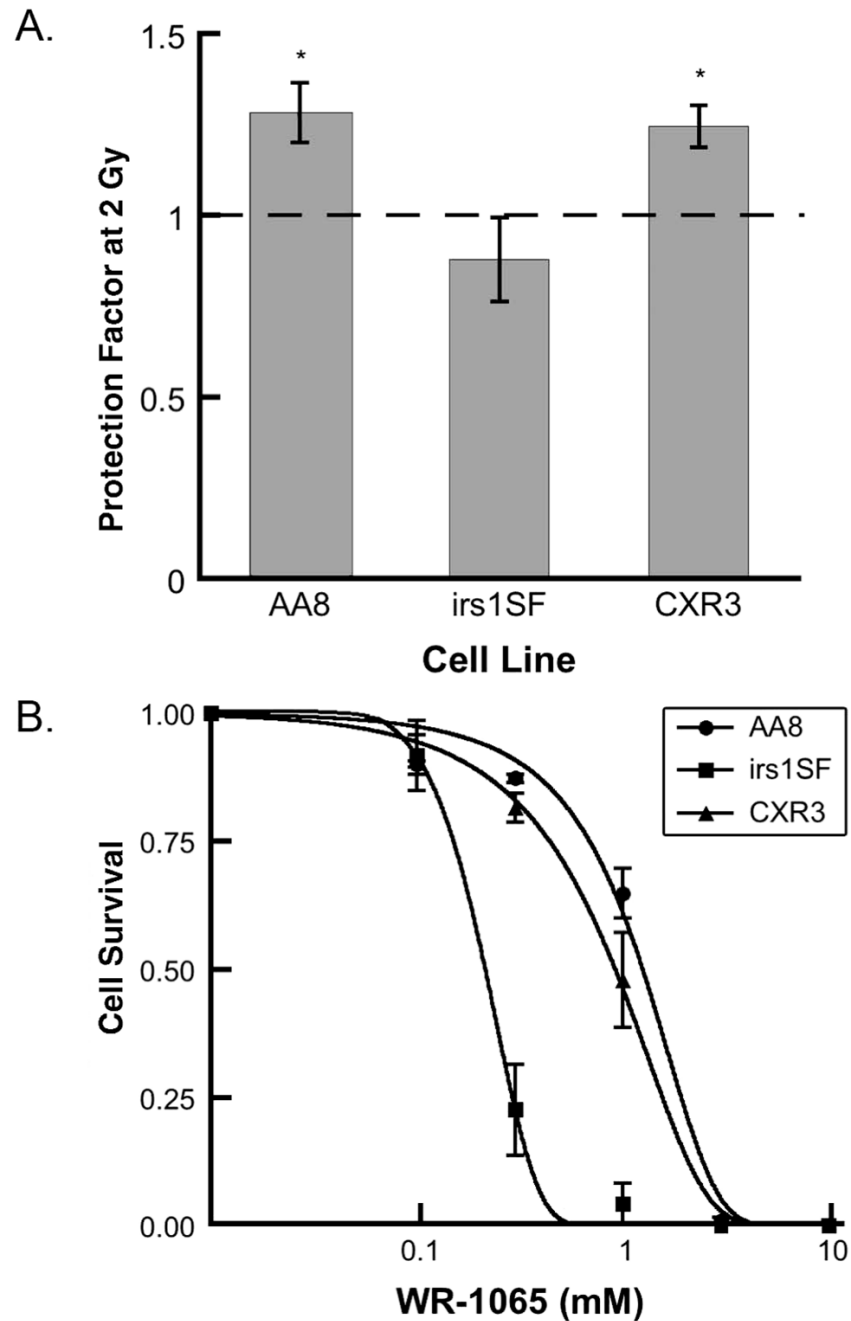 A.
Protection Factor at 2 Gy
1.5
1
0.5
0
*
*
AA8 irs1SF CXR3
Cell Line
B.
Cell Survival
1.00
0.75
0.50
0.25
0.00
AA8
irs1SF
CXR3
0.1 1 10
WR-1065 (mM)